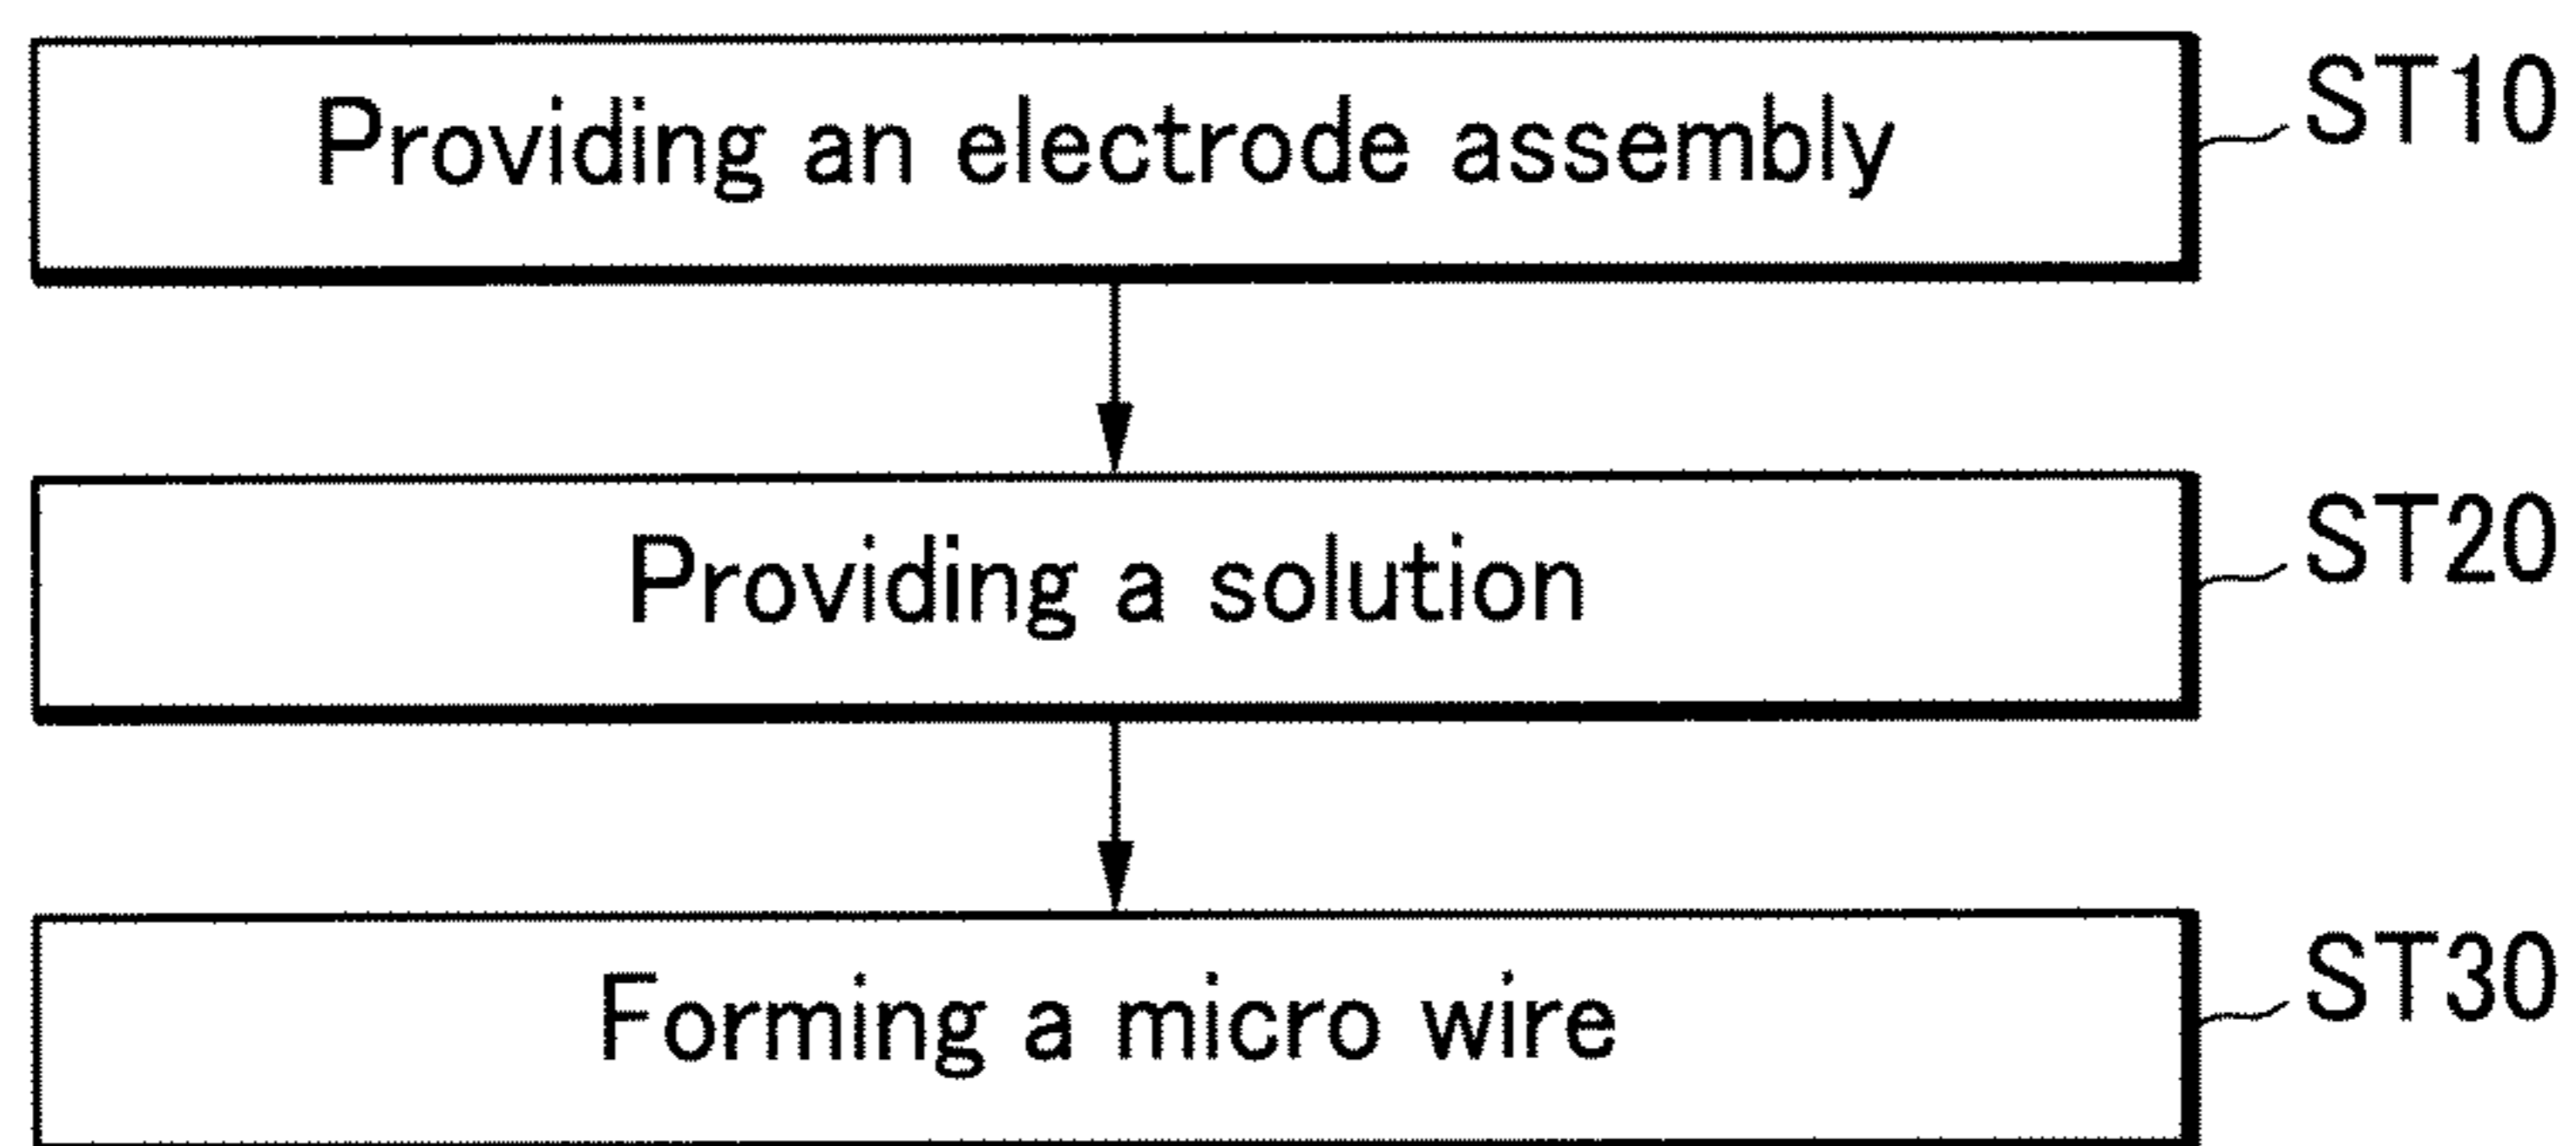 Providing an electrode assembly ST10
Providing a solution ST20
Forming a micro wire ST30